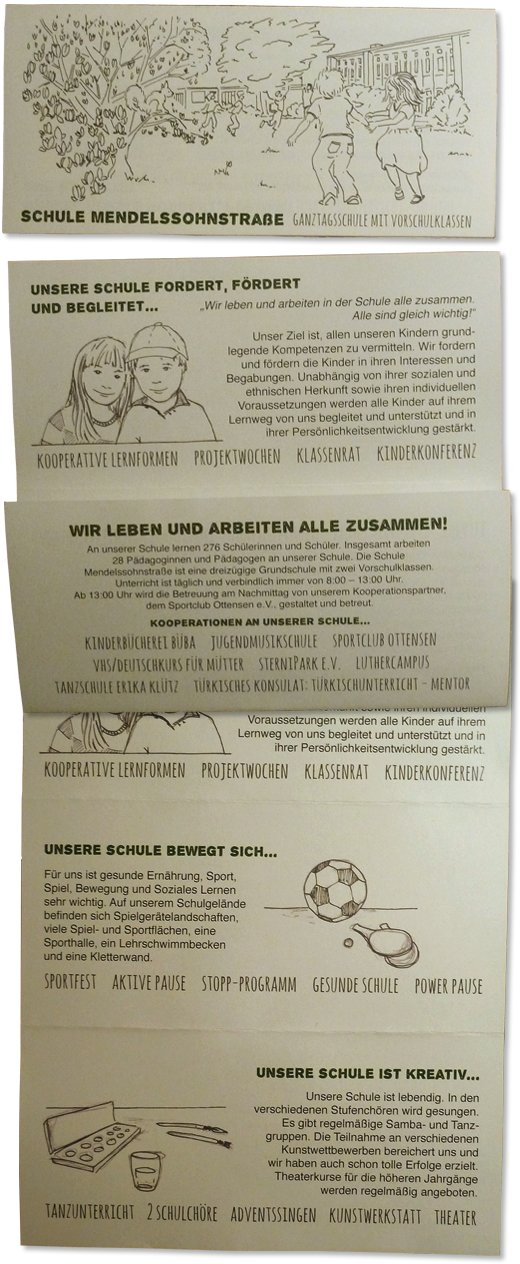 SCHULE MENDELSSOHNSTRAßE GANZTAGSSCHULE MIT VORSCHULKLASSEN
UNSERE SCHULE FORDERT, FÖRDERT
UND BEGLEITET...
„Wir leben und arbeiten in der Schule alle zusammen.
Alle sind gleich wichtig!“
Unser Ziel ist, allen unseren Kindern grund-
legende Kompetenzen zu vermitteln. Wir fordern
und fördern die Kinder in ihren Interessen und
Begabungen. Unabhängig von ihrer sozialen und
ethnischen Herkunft sowie ihren individuellen
Voraussetzungen werden alle Kinder auf ihrem
Lernweg von uns begleitet und unterstützt und in
ihrer Persönlichkeitsentwicklung gestärkt.
KOOPERATIVE LERNFORMEN PROJEKTWOCHEN KLASSENRAT KINDERKONFERENZ
WIR LEBEN UND ARBEITEN ALLE ZUSAMMEN!
An unserer Schule lernen 276 Schülerinnen und Schüler. Insgesamt arbeiten
28 Pädagoginnen und Pädagogen an unserer Schule. Die Schule
Mendelssohnstraße ist eine dreizügige Grundschule mit zwei Vorschulklassen.
Unterricht ist täglich und verbindlich immer von 8:00 – 13:00 Uhr.
Ab 13:00 Uhr wird die Betreuung am Nachmittag von unserem Kooperationspartner,
dem Sportclub Ottensen e.V., gestaltet und betreut.
KOOPERATIONEN AN UNSERER SCHULE...
KINDERBÜCHEREI BÜBA JUGENDMUSIKSCHULE SPORTCLUB OTTENSEN
VHS/DEUTSCHKURS FÜR MÜTTER STERNIPARK E.V. LUTHERCAMPUS
TANZSCHULE ERIKA KLÜTZ TÜRKISCHES KONSULAT: TÜRKISCHUNTERRICHT – MENTOR
sowie ihren individuellen
Voraussetzungen werden alle Kinder auf ihrem
Lernweg von uns begleitet und unterstützt und in
ihrer Persönlichkeitsentwicklung gestärkt.
KOOPERATIVE LERNFORMEN PROJEKTWOCHEN KLASSENRAT KINDERKONFERENZ
UNSERE SCHULE BEWEGT SICH...
Für uns ist gesunde Ernährung, Sport,
Spiel, Bewegung und Soziales Lernen
sehr wichtig. Auf unserem Schulgelände
befinden sich Spielgerätelandschaften,
viele Spiel- und Sportflächen, eine
Sporthalle, ein Lehrschwimmbecken
und eine Kletterwand.
SPORTFEST AKTIVE PAUSE STOPP-PROGRAMM GESUNDE SCHULE POWER PAUSE
UNSERE SCHULE IST KREATIV...
Unsere Schule ist lebendig. In den
verschiedenen Stufenchören wird gesungen.
Es gibt regelmäßige Samba- und Tanz-
gruppen. Die Teilnahme an verschiedenen
Kunstwettbewerben bereichert uns und
wir haben auch schon tolle Erfolge erzielt.
Theaterkurse für die höheren Jahrgänge
werden regelmäßig angeboten.
TANZUNTERRICHT 2 SCHULCHÖRE ADVENTSSINGEN KUNSTWERKSTATT THEATER